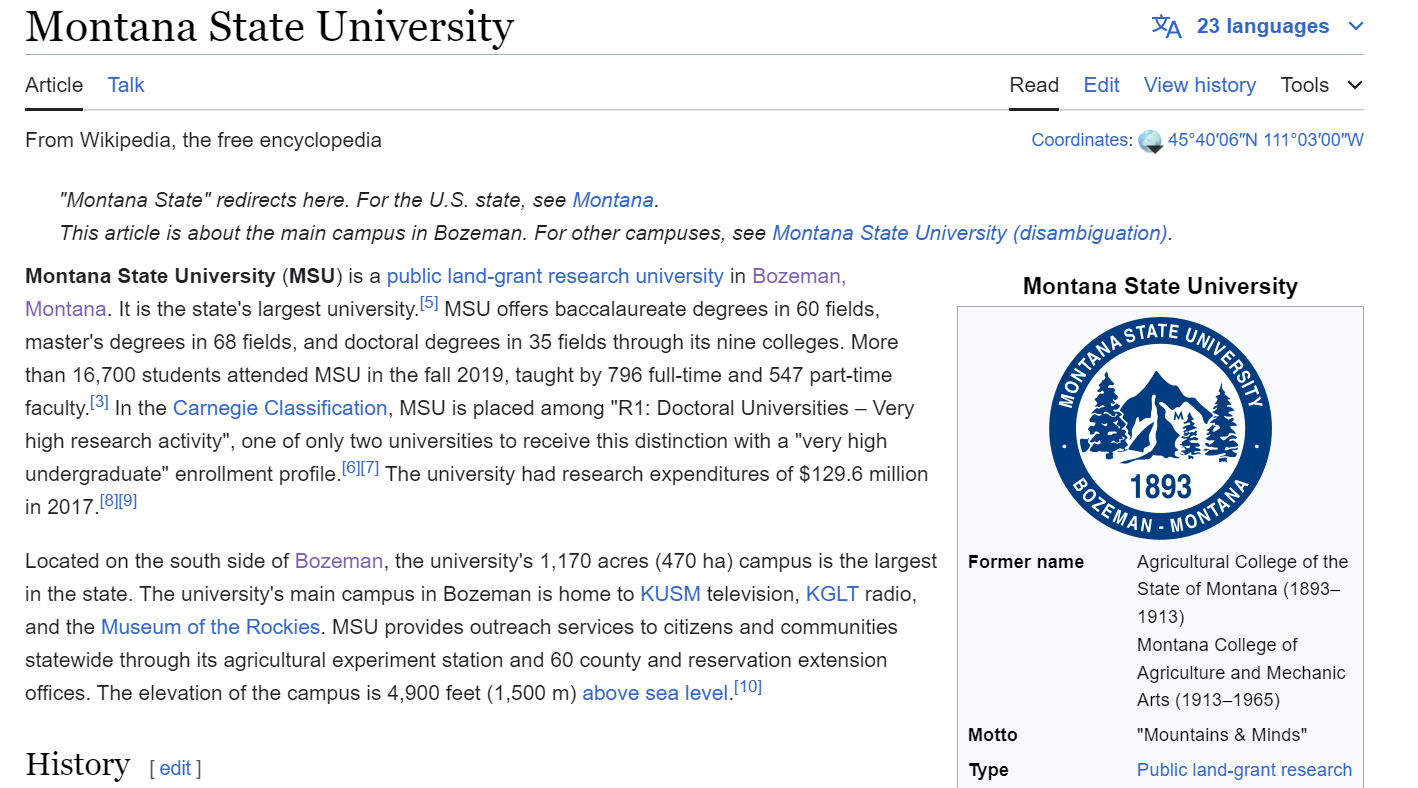 Montana State University
23 languages
Article Talk
Read Edit View history Tools
From Wikipedia, the free encyclopedia
Coordinates: 45°40′06″N 111°03′00″W
"Montana State" redirects here. For the U.S. state, see Montana.
This article is about the main campus in Bozeman. For other campuses, see Montana State University (disambiguation).
Montana State University (MSU) is a public land-grant research university in Bozeman,
Montana. It is the state's largest university.[5] MSU offers baccalaureate degrees in 60 fields,
master's degrees in 68 fields, and doctoral degrees in 35 fields through its nine colleges. More
than 16,700 students attended MSU in the fall 2019, taught by 796 full-time and 547 part-time
faculty.[3] In the Carnegie Classification, MSU is placed among "R1: Doctoral Universities – Very
high research activity", one of only two universities to receive this distinction with a "very high
undergraduate" enrollment profile.[6][7] The university had research expenditures of $129.6 million
in 2017.[8][9]
Located on the south side of Bozeman, the university's 1,170 acres (470 ha) campus is the largest
in the state. The university's main campus in Bozeman is home to KUSM television, KGLT radio,
and the Museum of the Rockies. MSU provides outreach services to citizens and communities
statewide through its agricultural experiment station and 60 county and reservation extension
offices. The elevation of the campus is 4,900 feet (1,500 m) above sea level.[10]
History [ edit ]
Montana State University
MONTANA STATE UNIVERSITY
M
1893
BOZEMAN - MONTANA
Former name Agricultural College of the
State of Montana (1893–
1913)
Montana College of
Agriculture and Mechanic
Arts (1913–1965)
Motto "Mountains & Minds"
Type Public land-grant research